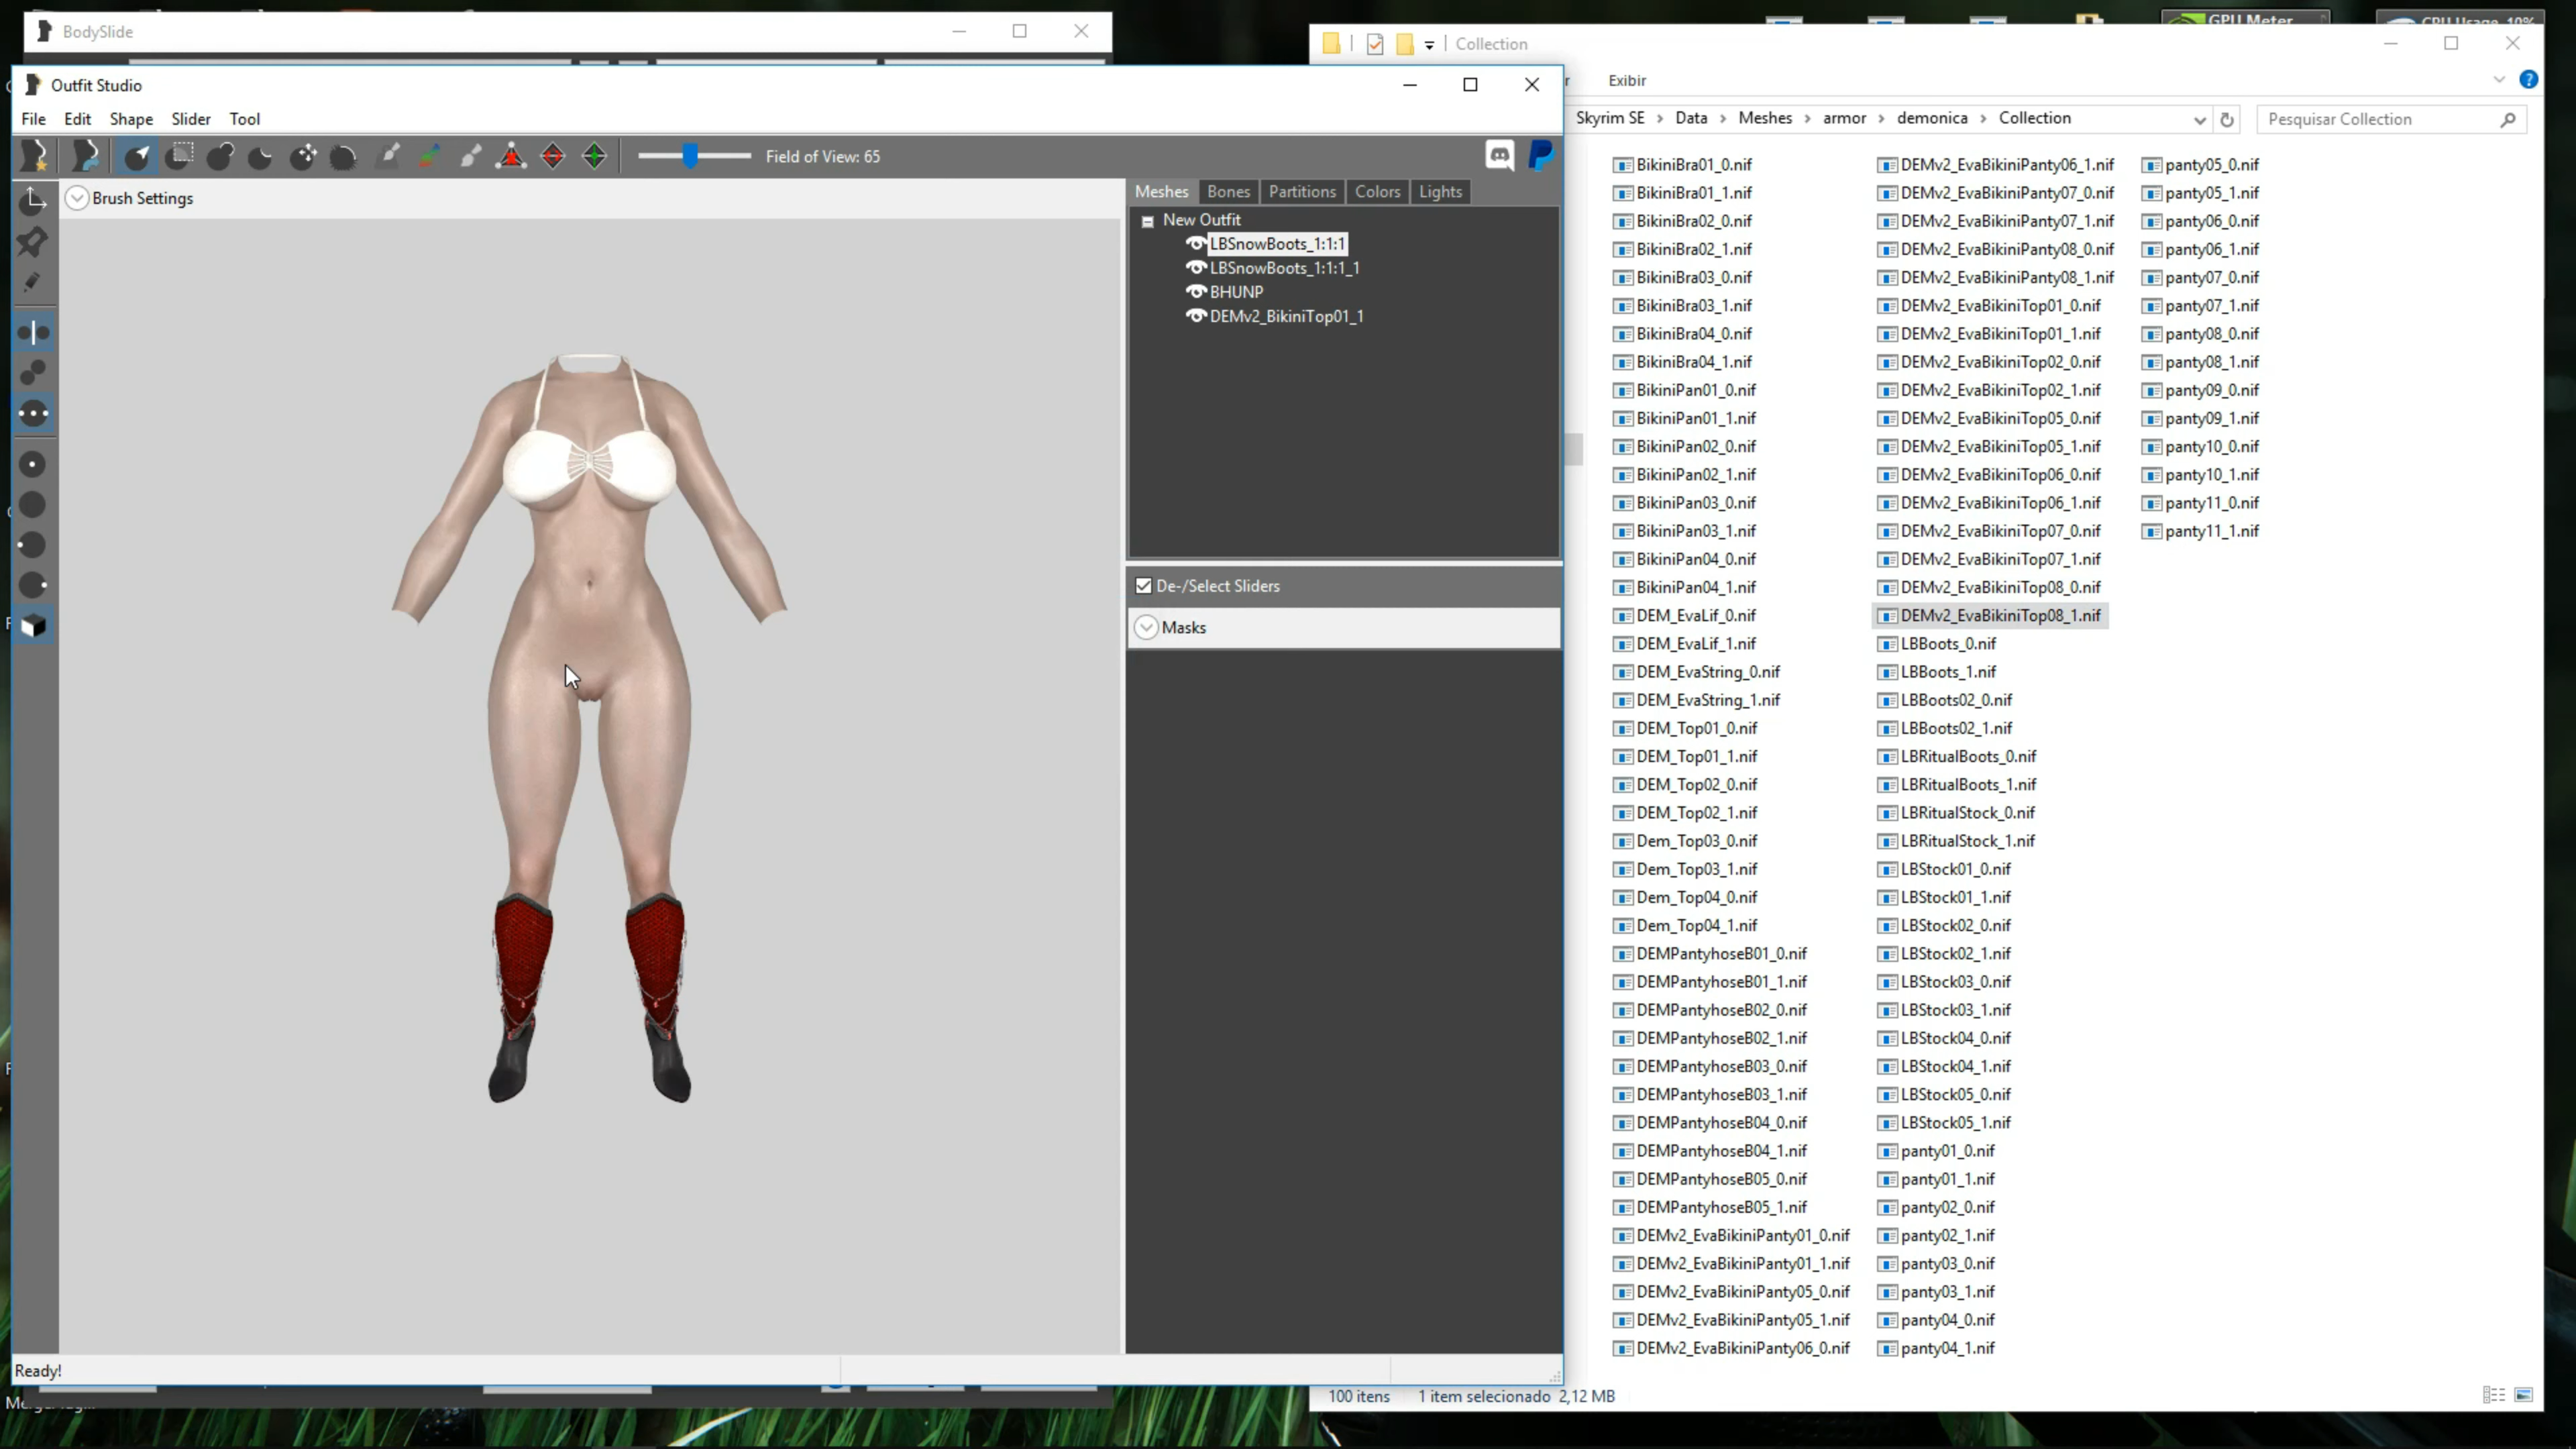 BodySlide
GPU Meter
CPU Usage 10%
Collection
Outfit Studio
Exibir
File Edit Shape Slider Tool
Skyrim SE > Data > Meshes > armor > demonica > Collection
Pesquisar Collection
Field of View: 65
Brush Settings
Meshes Bones Partitions Colors Lights
New Outfit
LBSnowBoots_1:1:1
LBSnowBoots_1:1:1_1
BHUNP
DEMv2_BikiniTop01_1
De-/Select Sliders
Masks
Ready!
BikiniBra01_0.nif
BikiniBra01_1.nif
BikiniBra02_0.nif
BikiniBra02_1.nif
BikiniBra03_0.nif
BikiniBra03_1.nif
BikiniBra04_0.nif
BikiniBra04_1.nif
BikiniPan01_0.nif
BikiniPan01_1.nif
BikiniPan02_0.nif
BikiniPan02_1.nif
BikiniPan03_0.nif
BikiniPan03_1.nif
BikiniPan04_0.nif
BikiniPan04_1.nif
DEM_EvaLif_0.nif
DEM_EvaLif_1.nif
DEM_EvaString_0.nif
DEM_EvaString_1.nif
DEM_Top01_0.nif
DEM_Top01_1.nif
DEM_Top02_0.nif
DEM_Top02_1.nif
Dem_Top03_0.nif
Dem_Top03_1.nif
Dem_Top04_0.nif
Dem_Top04_1.nif
DEMPantyhoseB01_0.nif
DEMPantyhoseB01_1.nif
DEMPantyhoseB02_0.nif
DEMPantyhoseB02_1.nif
DEMPantyhoseB03_0.nif
DEMPantyhoseB03_1.nif
DEMPantyhoseB04_0.nif
DEMPantyhoseB04_1.nif
DEMPantyhoseB05_0.nif
DEMPantyhoseB05_1.nif
DEMv2_EvaBikiniPanty01_0.nif
DEMv2_EvaBikiniPanty01_1.nif
DEMv2_EvaBikiniPanty05_0.nif
DEMv2_EvaBikiniPanty05_1.nif
DEMv2_EvaBikiniPanty06_0.nif
DEMv2_EvaBikiniPanty06_1.nif
DEMv2_EvaBikiniPanty07_0.nif
DEMv2_EvaBikiniPanty07_1.nif
DEMv2_EvaBikiniPanty08_0.nif
DEMv2_EvaBikiniPanty08_1.nif
DEMv2_EvaBikiniTop01_0.nif
DEMv2_EvaBikiniTop01_1.nif
DEMv2_EvaBikiniTop02_0.nif
DEMv2_EvaBikiniTop02_1.nif
DEMv2_EvaBikiniTop05_0.nif
DEMv2_EvaBikiniTop05_1.nif
DEMv2_EvaBikiniTop06_0.nif
DEMv2_EvaBikiniTop06_1.nif
DEMv2_EvaBikiniTop07_0.nif
DEMv2_EvaBikiniTop07_1.nif
DEMv2_EvaBikiniTop08_0.nif
DEMv2_EvaBikiniTop08_1.nif
LBBoots_0.nif
LBBoots_1.nif
LBBoots02_0.nif
LBBoots02_1.nif
LBRitualBoots_0.nif
LBRitualBoots_1.nif
LBRitualStock_0.nif
LBRitualStock_1.nif
LBStock01_0.nif
LBStock01_1.nif
LBStock02_0.nif
LBStock02_1.nif
LBStock03_0.nif
LBStock03_1.nif
LBStock04_0.nif
LBStock04_1.nif
LBStock05_0.nif
LBStock05_1.nif
panty01_0.nif
panty01_1.nif
panty02_0.nif
panty02_1.nif
panty03_0.nif
panty03_1.nif
panty04_0.nif
panty04_1.nif
panty05_0.nif
panty05_1.nif
panty06_0.nif
panty06_1.nif
panty07_0.nif
panty07_1.nif
panty08_0.nif
panty08_1.nif
panty09_0.nif
panty09_1.nif
panty10_0.nif
panty10_1.nif
panty11_0.nif
panty11_1.nif
100 itens 1 item selecionado 2,12 MB